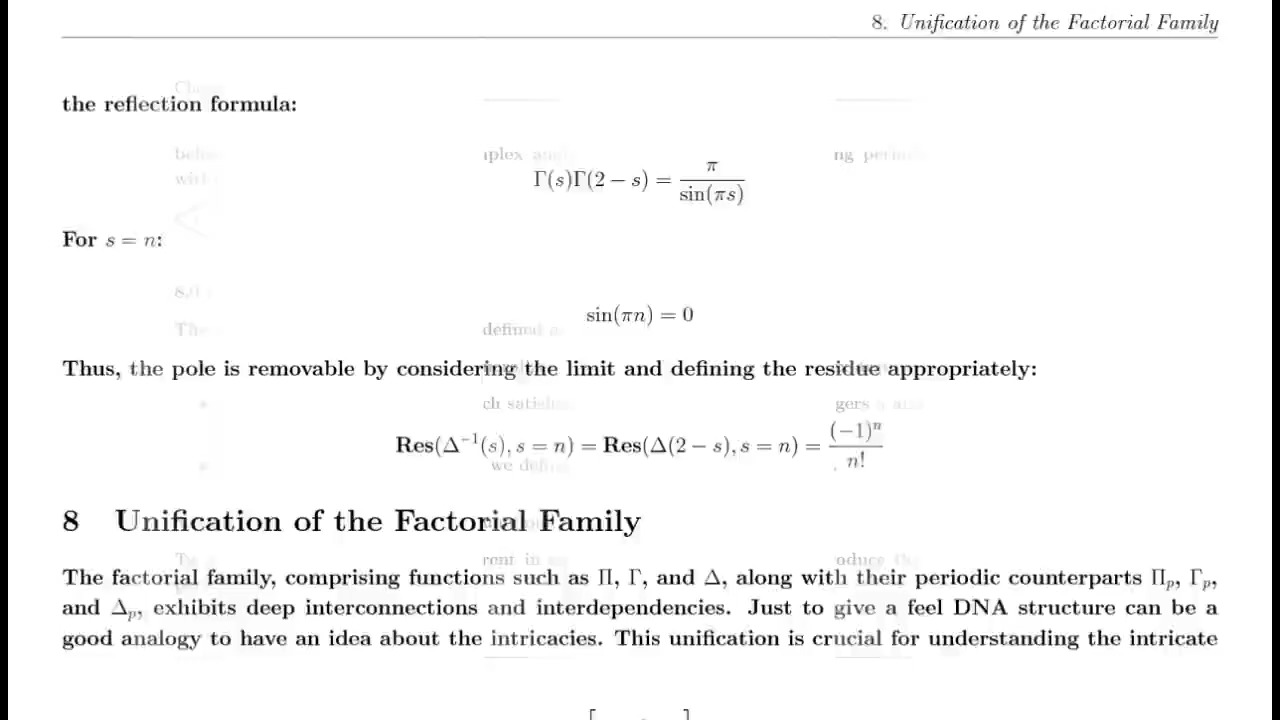 8. Unification of the Factorial Family
the reflection formula:
Γ(s)Γ(2 − s) = π / sin(πs)
For s = n:
sin(πn) = 0
Thus, the pole is removable by considering the limit and defining the residue appropriately:
Res(Δ⁻¹(s), s = n) = Res(Δ(2 − s), s = n) = (−1)ⁿ / n!
8 Unification of the Factorial Family
The factorial family, comprising functions such as Π, Γ, and Δ, along with their periodic counterparts Πₚ, Γₚ,
and Δₚ, exhibits deep interconnections and interdependencies. Just to give a feel DNA structure can be a
good analogy to have an idea about the intricacies. This unification is crucial for understanding the intricate